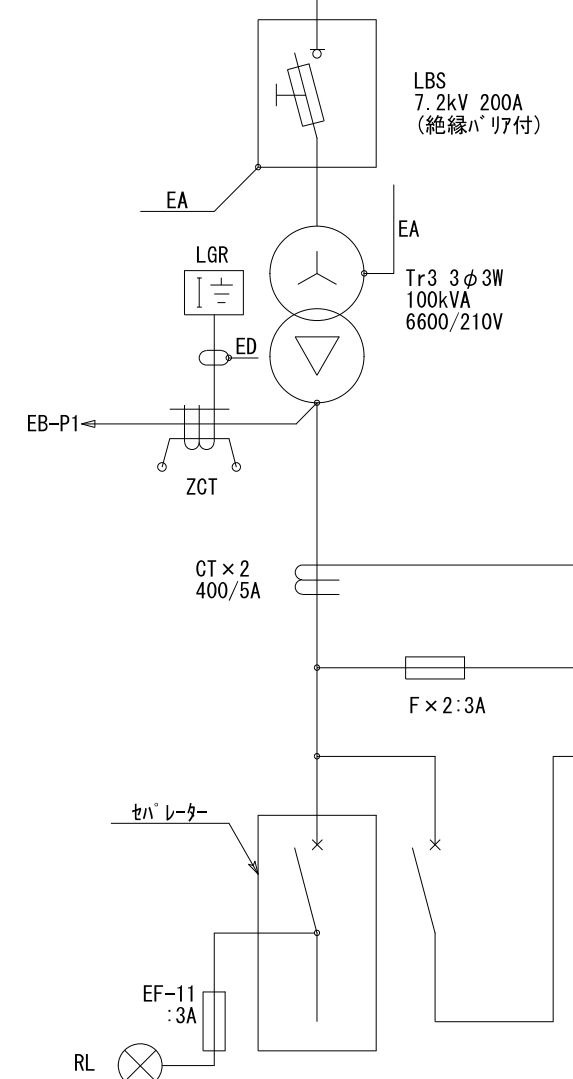 LBS
7.2kV 200A
(絶縁ﾊﾞﾘｱ付)
EA
EA
LGR
Tr3 3φ3W
100kVA
6600/210V
ED
EB-P1
ZCT
CT×2
400/5A
F×2:3A
ｾﾊﾟﾚｰﾀｰ
EF-11
:3A
RL